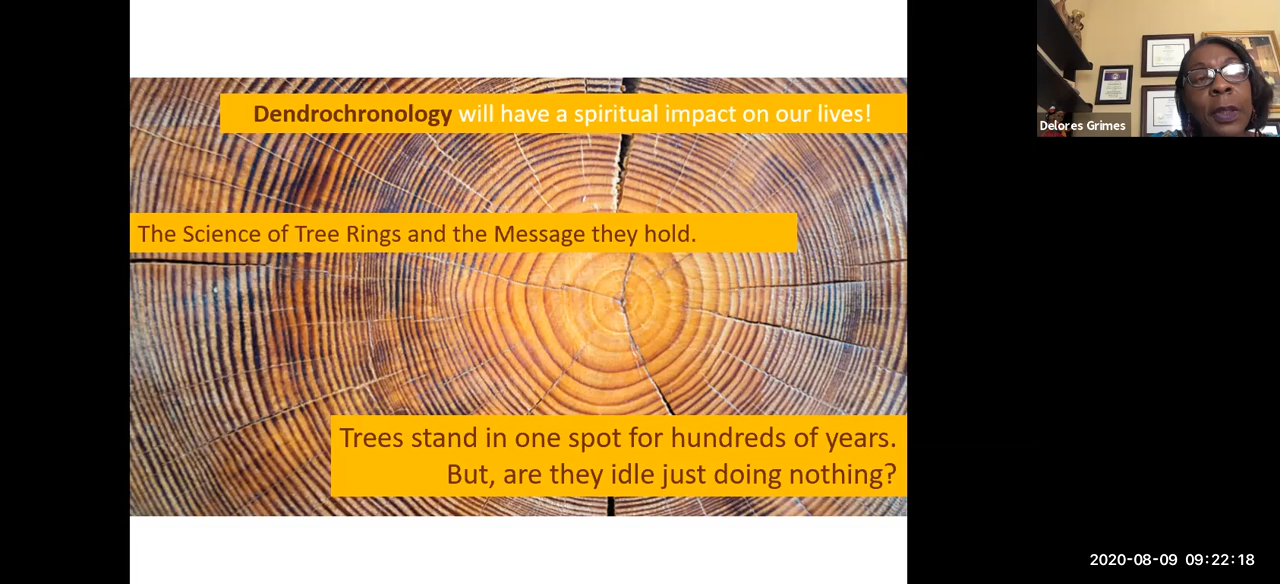 Dendrochronology will have a spiritual impact on our lives!
The Science of Tree Rings and the Message they hold.
Trees stand in one spot for hundreds of years.
But, are they idle just doing nothing?
Delores Grimes
2020-08-09 09:22:18